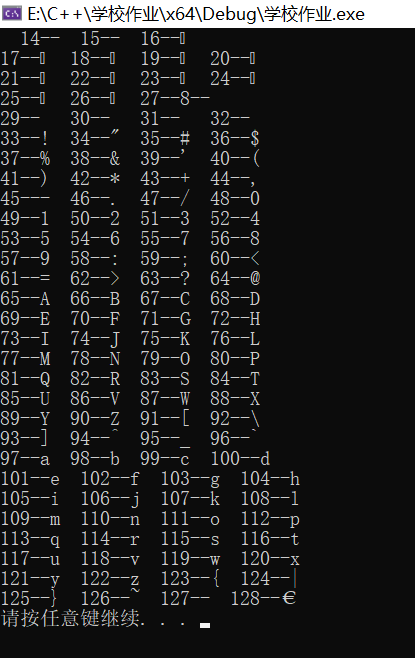 E:\C++\学校作业\x64\Debug\学校作业.exe
14-- 15-- 16--
17-- 18-- 19-- 20--
21-- 22-- 23-- 24--
25-- 26-- 27--8--
29-- 30-- 31-- 32--
33--! 34--" 35--# 36--$
37--% 38--& 39--' 40--(
41--) 42--* 43--+ 44--,
45--- 46--. 47--/ 48--0
49--1 50--2 51--3 52--4
53--5 54--6 55--7 56--8
57--9 58--: 59--; 60--<
61--= 62--> 63--? 64--@
65--A 66--B 67--C 68--D
69--E 70--F 71--G 72--H
73--I 74--J 75--K 76--L
77--M 78--N 79--O 80--P
81--Q 82--R 83--S 84--T
85--U 86--V 87--W 88--X
89--Y 90--Z 91--[ 92--\
93--] 94--^ 95--_ 96--`
97--a 98--b 99--c 100--d
101--e 102--f 103--g 104--h
105--i 106--j 107--k 108--l
109--m 110--n 111--o 112--p
113--q 114--r 115--s 116--t
117--u 118--v 119--w 120--x
121--y 122--z 123--{ 124--|
125--} 126--~ 127-- 128--€
请按任意键继续. . .